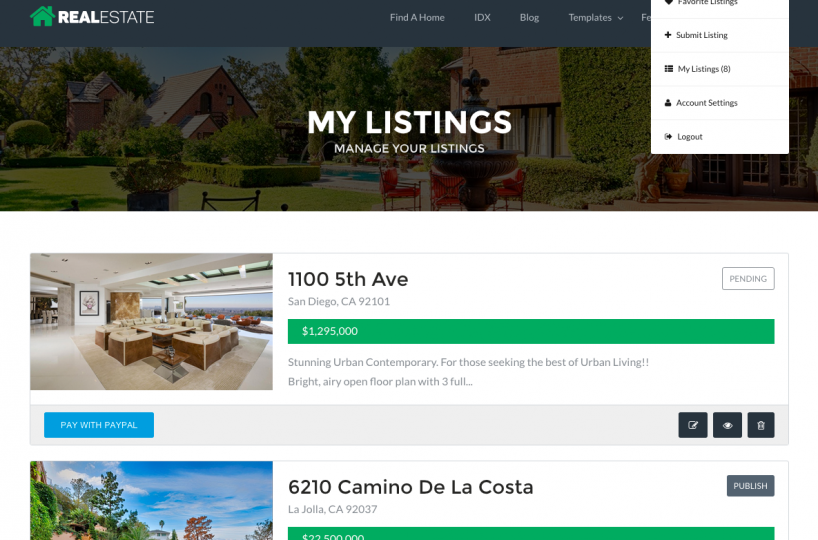 Favorite Listings
REALESTATE
Find A Home
IDX
Blog
Templates
Fe
Submit Listing
My Listings (8)
Account Settings
Logout
MY LISTINGS
MANAGE YOUR LISTINGS
1100 5th Ave
PENDING
San Diego, CA 92101
$1,295,000
Stunning Urban Contemporary. For those seeking the best of Urban Living!!
Bright, airy open floor plan with 3 full...
PAY WITH PAYPAL
6210 Camino De La Costa
PUBLISH
La Jolla, CA 92037
$22,500,000